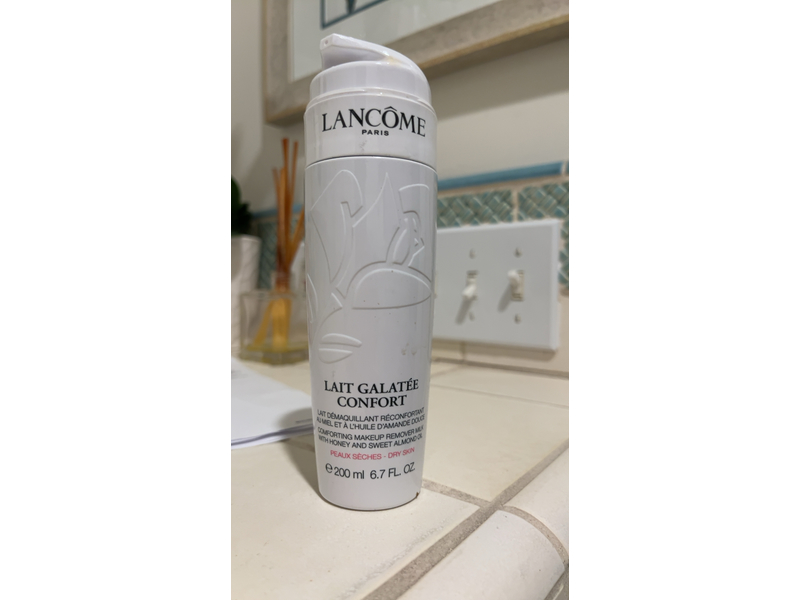 LANCÔME
PARIS
LAIT GALATÉE
CONFORT
LAIT DÉMAQUILLANT RÉCONFORTANT
AU MIEL ET À L'HUILE D'AMANDE DOUCE
COMFORTING MAKEUP REMOVER MILK
WITH HONEY AND SWEET ALMOND OIL
PEAUX SÈCHES - DRY SKIN
℮ 200 ml 6.7 FL. OZ.